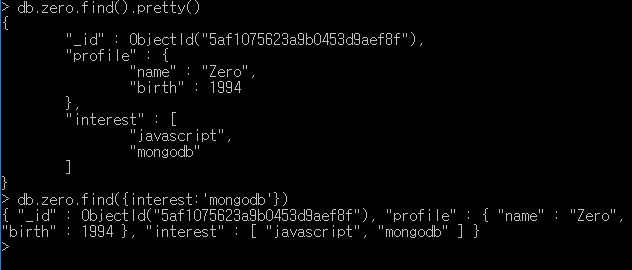 > db.zero.find().pretty()
{
        "_id" : ObjectId("5af1075623a9b0453d9aef8f"),
        "profile" : {
                "name" : "Zero",
                "birth" : 1994
        },
        "interest" : [
                "javascript",
                "mongodb"
        ]
}
> db.zero.find({interest:'mongodb'})
{ "_id" : ObjectId("5af1075623a9b0453d9aef8f"), "profile" : { "name" : "Zero",
"birth" : 1994 }, "interest" : [ "javascript", "mongodb" ] }
>